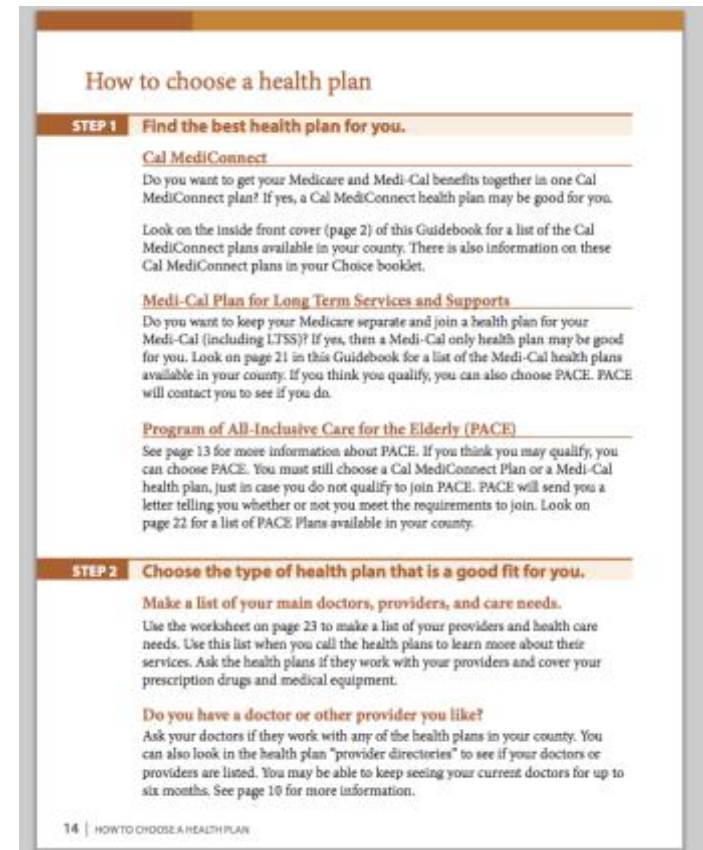 How to choose a health plan
STEP 1 Find the best health plan for you.
Cal MediConnect
Do you want to get your Medicare and Medi-Cal benefits together in one Cal
MediConnect plan? If yes, a Cal MediConnect health plan may be good for you.
Look on the inside front cover (page 2) of this Guidebook for a list of the Cal
MediConnect plans available in your county. There is also information on these
Cal MediConnect plans in your Choice booklet.
Medi-Cal Plan for Long Term Services and Supports
Do you want to keep your Medicare separate and join a health plan for your
Medi-Cal (including LTSS)? If yes, then a Medi-Cal only health plan may be good
for you. Look on page 21 in this Guidebook for a list of the Medi-Cal health plans
available in your county. If you think you qualify, you can also choose PACE. PACE
will contact you to see if you do.
Program of All-Inclusive Care for the Elderly (PACE)
See page 13 for more information about PACE. If you think you may qualify, you
can choose PACE. You must still choose a Cal MediConnect Plan or a Medi-Cal
health plan, just in case you do not qualify to join PACE. PACE will send you a
letter telling you whether or not you meet the requirements to join. Look on
page 22 for a list of PACE Plans available in your county.
STEP 2 Choose the type of health plan that is a good fit for you.
Make a list of your main doctors, providers, and care needs.
Use the worksheet on page 23 to make a list of your providers and health care
needs. Use this list when you call the health plans to learn more about their
services. Ask the health plans if they work with your providers and cover your
prescription drugs and medical equipment.
Do you have a doctor or other provider you like?
Ask your doctors if they work with any of the health plans in your county. You
can also look in the health plan "provider directories" to see if your doctors or
providers are listed. You may be able to keep seeing your current doctors for up to
six months. See page 10 for more information.
14 | HOW TO CHOOSE A HEALTH PLAN